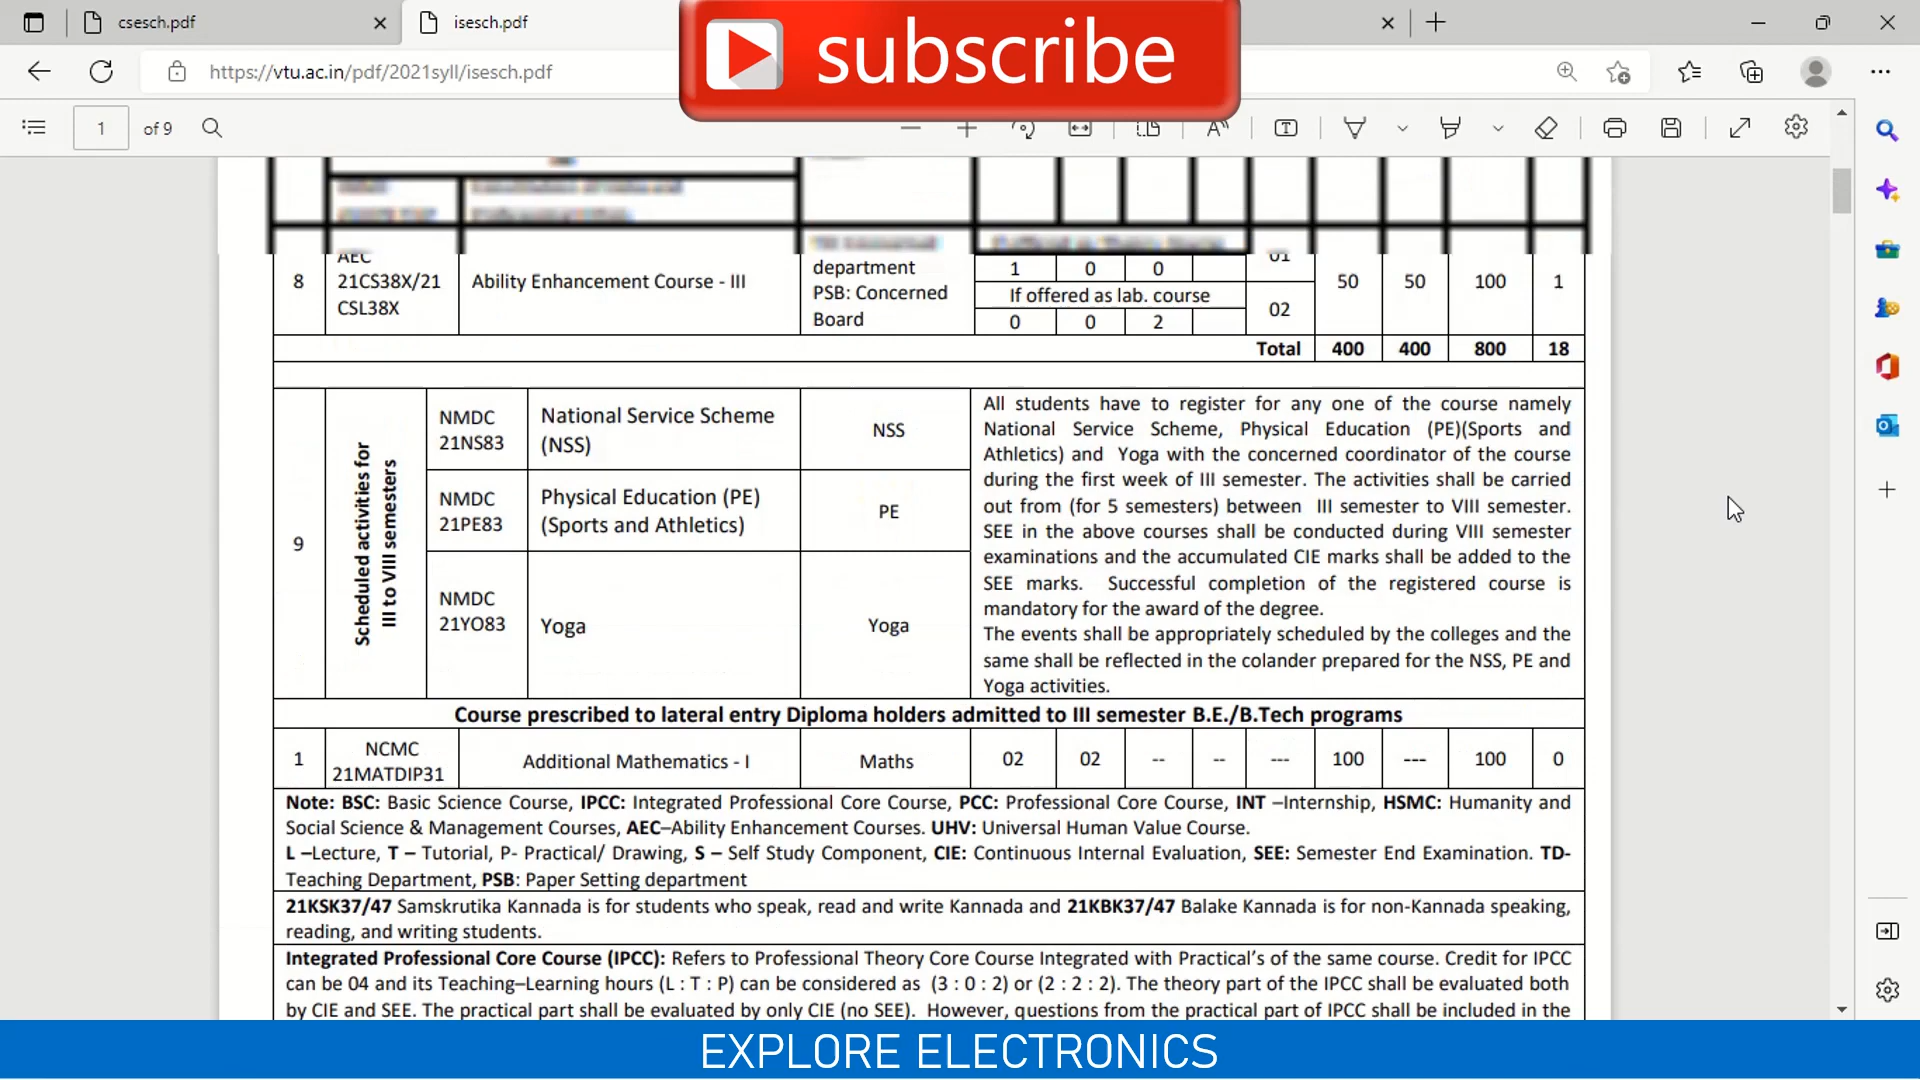 csesch.pdf
isesch.pdf
subscribe
https://vtu.ac.in/pdf/2021syll/isesch.pdf
1 of 9
8
AEC
21CS38X/21
CSL38X
Ability Enhancement Course - III
department
PSB: Concerned
Board
1 0 0
If offered as lab. course
0 0 2
01
02
50 50 100 1
Total 400 400 800 18
9
Scheduled activities for
III to VIII semesters
NMDC
21NS83
National Service Scheme
(NSS)
NSS
NMDC
21PE83
Physical Education (PE)
(Sports and Athletics)
PE
NMDC
21YO83
Yoga
Yoga
All students have to register for any one of the course namely
National Service Scheme, Physical Education (PE)(Sports and
Athletics) and Yoga with the concerned coordinator of the course
during the first week of III semester. The activities shall be carried
out from (for 5 semesters) between III semester to VIII semester.
SEE in the above courses shall be conducted during VIII semester
examinations and the accumulated CIE marks shall be added to the
SEE marks. Successful completion of the registered course is
mandatory for the award of the degree.
The events shall be appropriately scheduled by the colleges and the
same shall be reflected in the colander prepared for the NSS, PE and
Yoga activities.
Course prescribed to lateral entry Diploma holders admitted to III semester B.E./B.Tech programs
1
NCMC
21MATDIP31
Additional Mathematics - I
Maths
02 02 -- -- --- 100 --- 100 0
Note: BSC: Basic Science Course, IPCC: Integrated Professional Core Course, PCC: Professional Core Course, INT –Internship, HSMC: Humanity and
Social Science & Management Courses, AEC–Ability Enhancement Courses. UHV: Universal Human Value Course.
L –Lecture, T – Tutorial, P- Practical/ Drawing, S – Self Study Component, CIE: Continuous Internal Evaluation, SEE: Semester End Examination. TD-
Teaching Department, PSB: Paper Setting department
21KSK37/47 Samskrutika Kannada is for students who speak, read and write Kannada and 21KBK37/47 Balake Kannada is for non-Kannada speaking,
reading, and writing students.
Integrated Professional Core Course (IPCC): Refers to Professional Theory Core Course Integrated with Practical's of the same course. Credit for IPCC
can be 04 and its Teaching–Learning hours (L : T : P) can be considered as (3 : 0 : 2) or (2 : 2 : 2). The theory part of the IPCC shall be evaluated both
by CIE and SEE. The practical part shall be evaluated by only CIE (no SEE). However, questions from the practical part of IPCC shall be included in the
EXPLORE ELECTRONICS